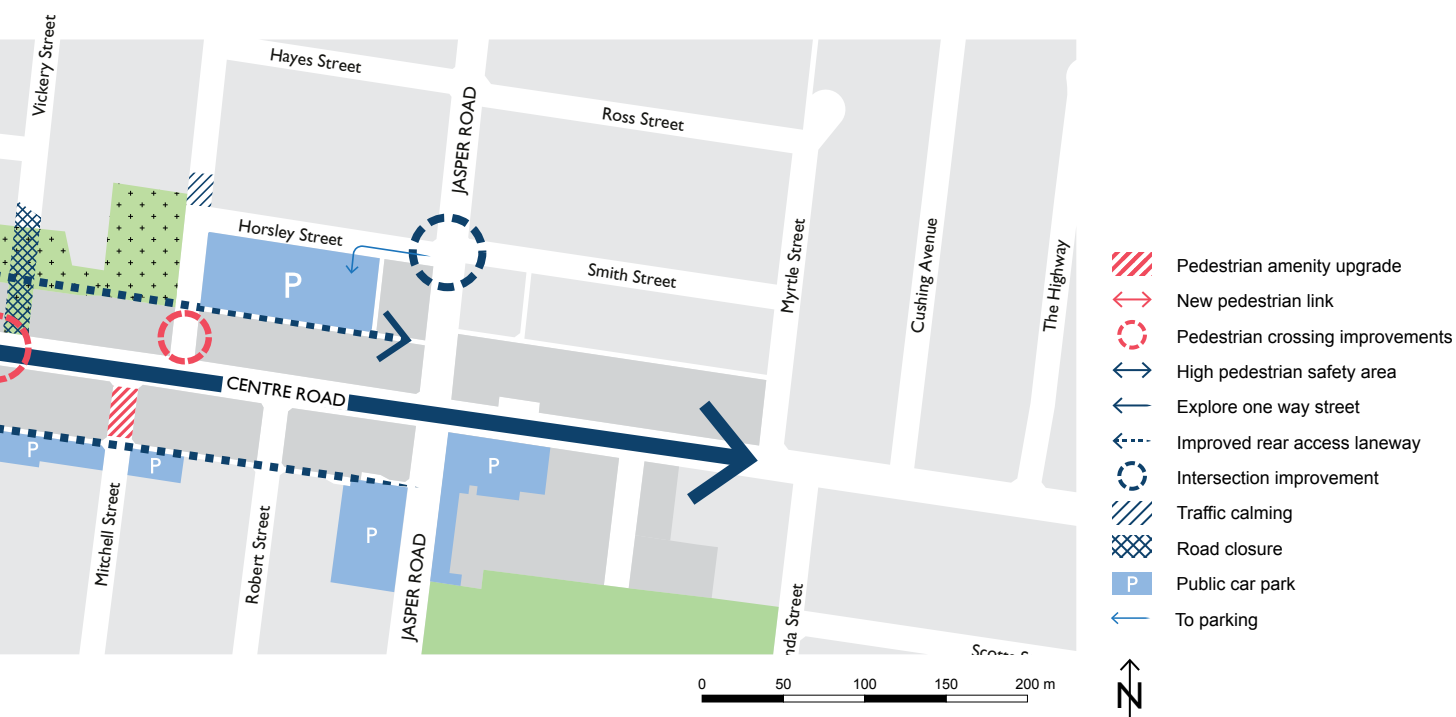 Vickery Street
Hayes Street
JASPER ROAD
Ross Street
Horsley Street
P
Smith Street
Myrtle Street
Cushing Avenue
The Highway
CENTRE ROAD
P
P
P
P
Mitchell Street
Robert Street
JASPER ROAD
nda Street
Pedestrian amenity upgrade
New pedestrian link
Pedestrian crossing improvements
High pedestrian safety area
Explore one way street
Improved rear access laneway
Intersection improvement
Traffic calming
Road closure
P Public car park
To parking
0 50 100 150 200 m
N